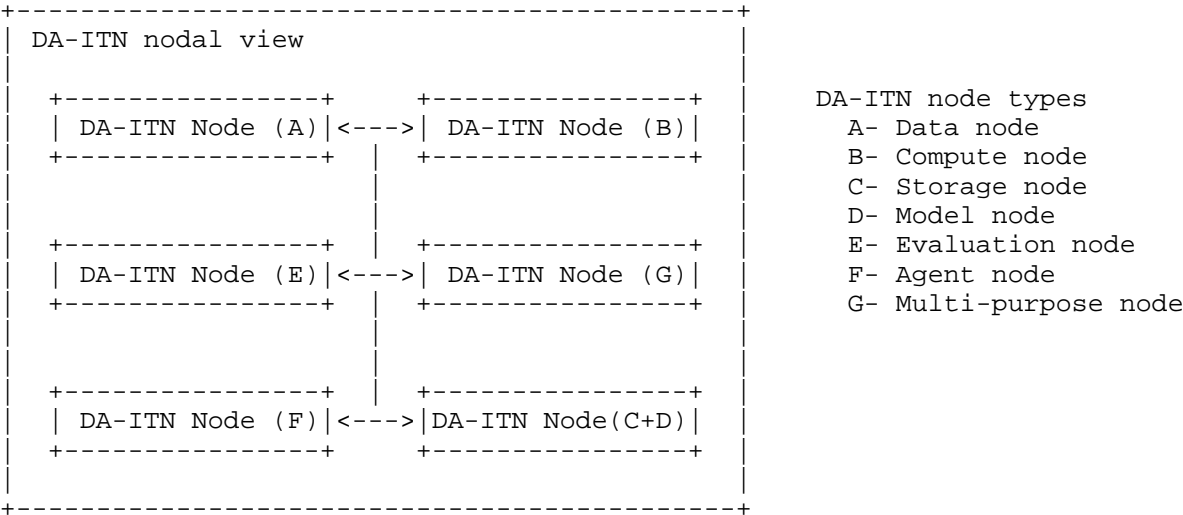 DA-ITN nodal view
DA-ITN node types
DA-ITN Node (A)|<--->| DA-ITN Node (B)
A- Data node
B- Compute node
C- Storage node
D- Model node
E- Evaluation node
DA-ITN Node (E)|<--->| DA-ITN Node (G)
F- Agent node
G- Multi-purpose node
DA-ITN Node (F)|<--->|DA-ITN Node(C+D)